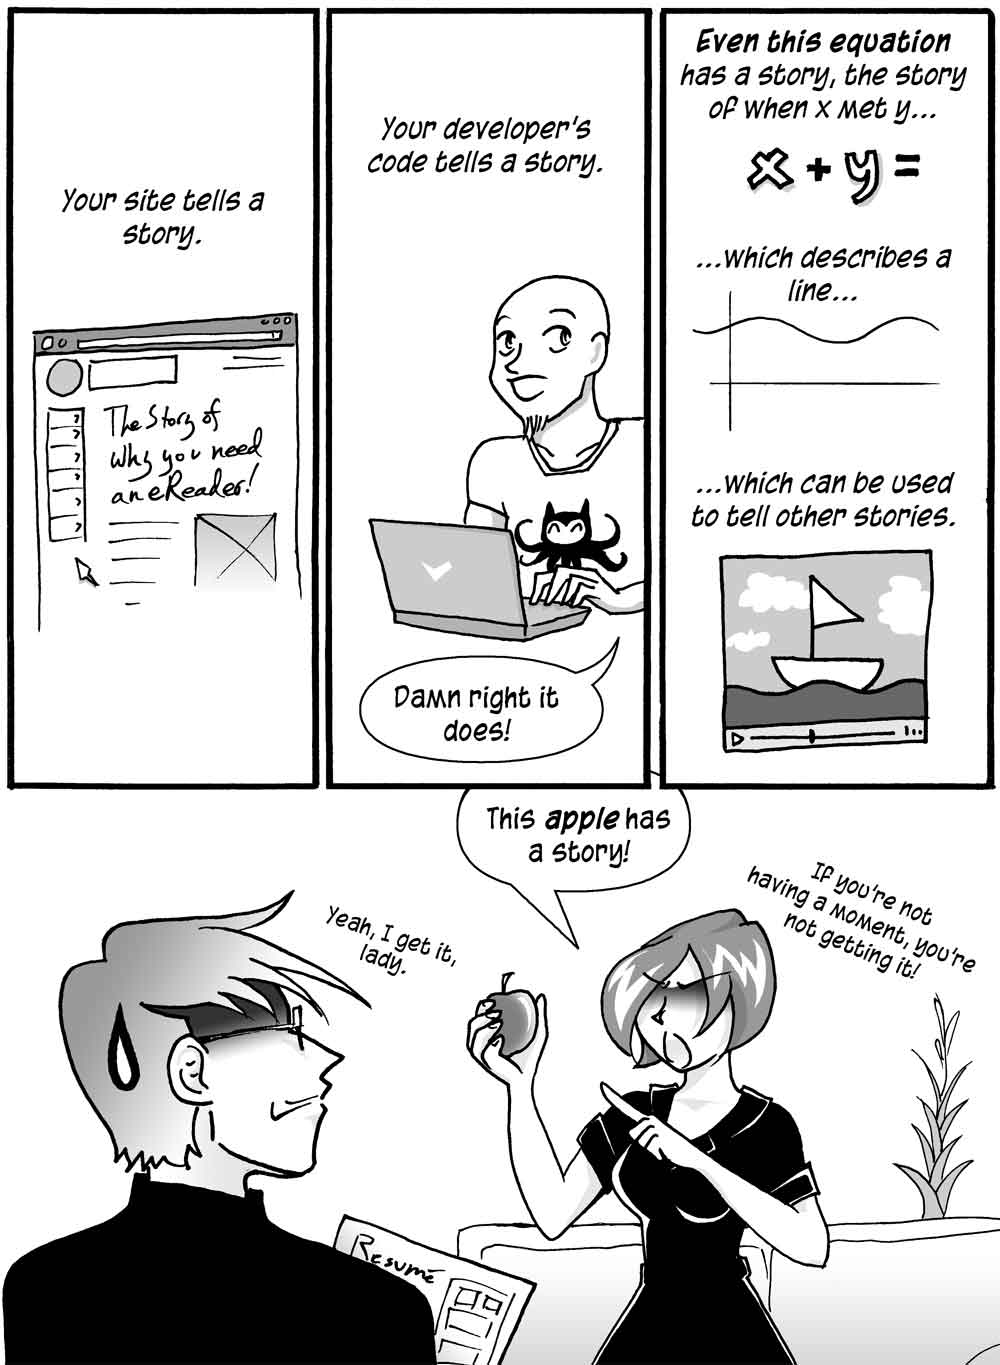 Your site tells a
story.
The Story of
Why you need
an eReader!
Your developer's
code tells a story.
Damn right it
does!
Even this equation
has a story, the story
of when x met y...
x + y =
...which describes a
line...
...which can be used
to tell other stories.
This apple has
a story!
Yeah, I get it,
lady.
If you're not
having a moment, you're
not getting it!
Resumé